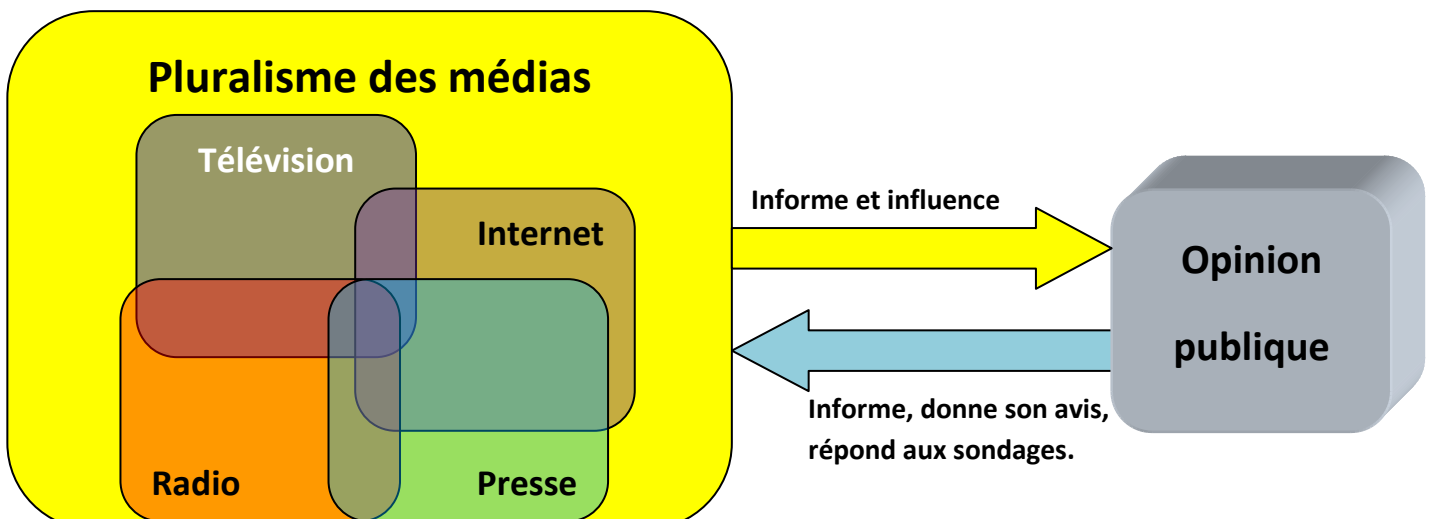 Pluralisme des médias
Télévision
Internet
Radio
Presse
Informe et influence
Informe, donne son avis,
répond aux sondages.
Opinion
publique